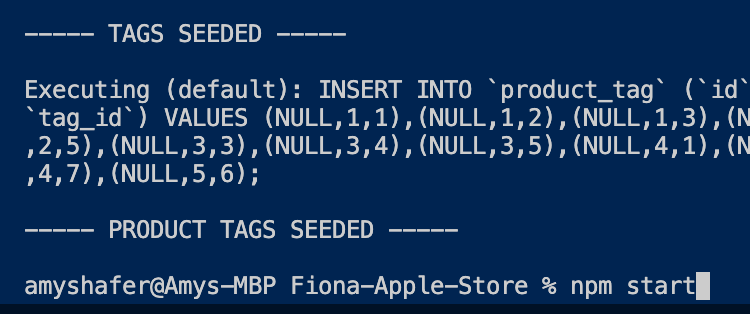 ----- TAGS SEEDED -----
Executing (default): INSERT INTO `product_tag` (`id`
`tag_id`) VALUES (NULL,1,1),(NULL,1,2),(NULL,1,3),(N
,2,5),(NULL,3,3),(NULL,3,4),(NULL,3,5),(NULL,4,1),(N
,4,7),(NULL,5,6);
----- PRODUCT TAGS SEEDED -----
amyshafer@Amys-MBP Fiona-Apple-Store % npm start